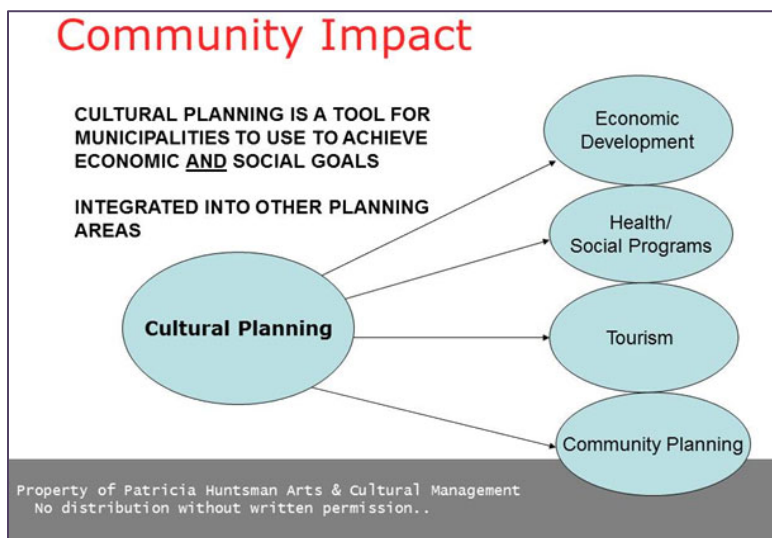 Community Impact
CULTURAL PLANNING IS A TOOL FOR
MUNICIPALITIES TO USE TO ACHIEVE
ECONOMIC AND SOCIAL GOALS
INTEGRATED INTO OTHER PLANNING
AREAS
Cultural Planning
Economic
Development
Health/
Social Programs
Tourism
Community Planning
Property of Patricia Huntsman Arts & Cultural Management
No distribution without written permission..